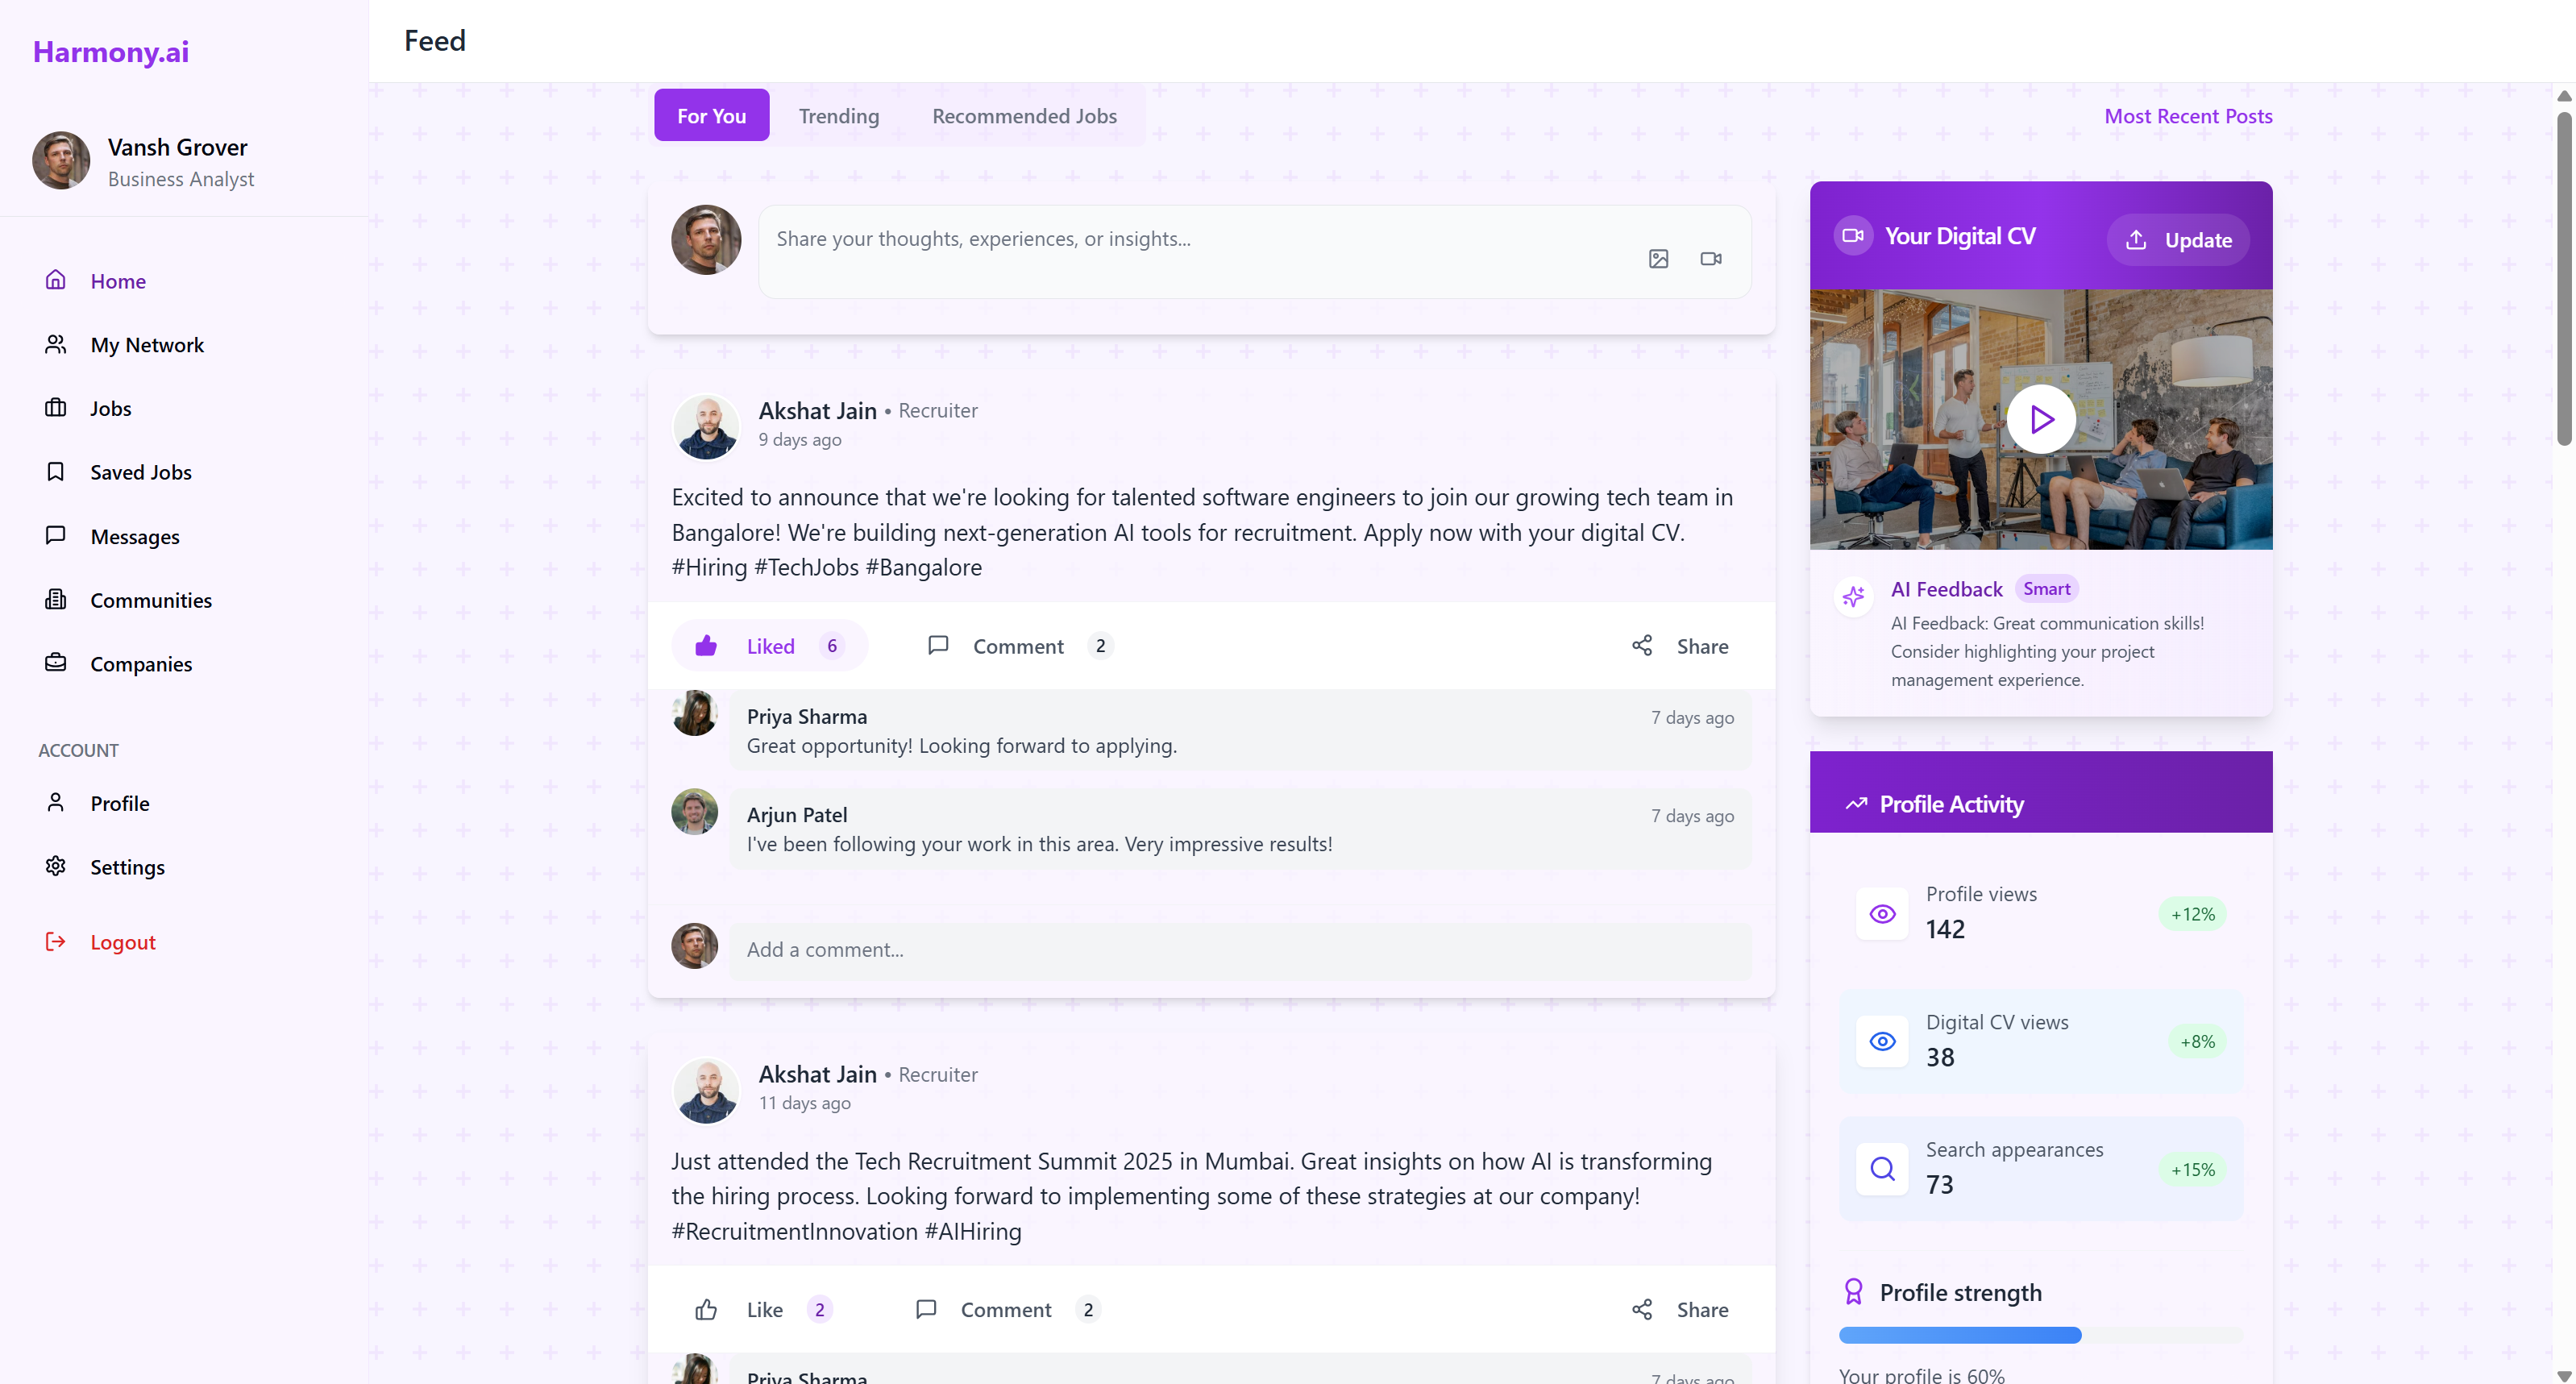 Harmony.ai
Vansh Grover
Business Analyst
Home
My Network
Jobs
Saved Jobs
Messages
Communities
Companies
ACCOUNT
Profile
Settings
Logout
Feed
For You
Trending
Recommended Jobs
Most Recent Posts
Share your thoughts, experiences, or insights...
Akshat Jain • Recruiter
9 days ago
Excited to announce that we're looking for talented software engineers to join our growing tech team in
Bangalore! We're building next-generation AI tools for recruitment. Apply now with your digital CV.
#Hiring #TechJobs #Bangalore
Liked 6
Comment 2
Share
Priya Sharma
7 days ago
Great opportunity! Looking forward to applying.
Arjun Patel
7 days ago
I've been following your work in this area. Very impressive results!
Add a comment...
Akshat Jain • Recruiter
11 days ago
Just attended the Tech Recruitment Summit 2025 in Mumbai. Great insights on how AI is transforming
the hiring process. Looking forward to implementing some of these strategies at our company!
#RecruitmentInnovation #AIHiring
Like 2
Comment 2
Share
Priya Sharma
7 days ago
Your Digital CV
Update
AI Feedback Smart
AI Feedback: Great communication skills!
Consider highlighting your project
management experience.
Profile Activity
Profile views
142
+12%
Digital CV views
38
+8%
Search appearances
73
+15%
Profile strength
Your profile is 60%